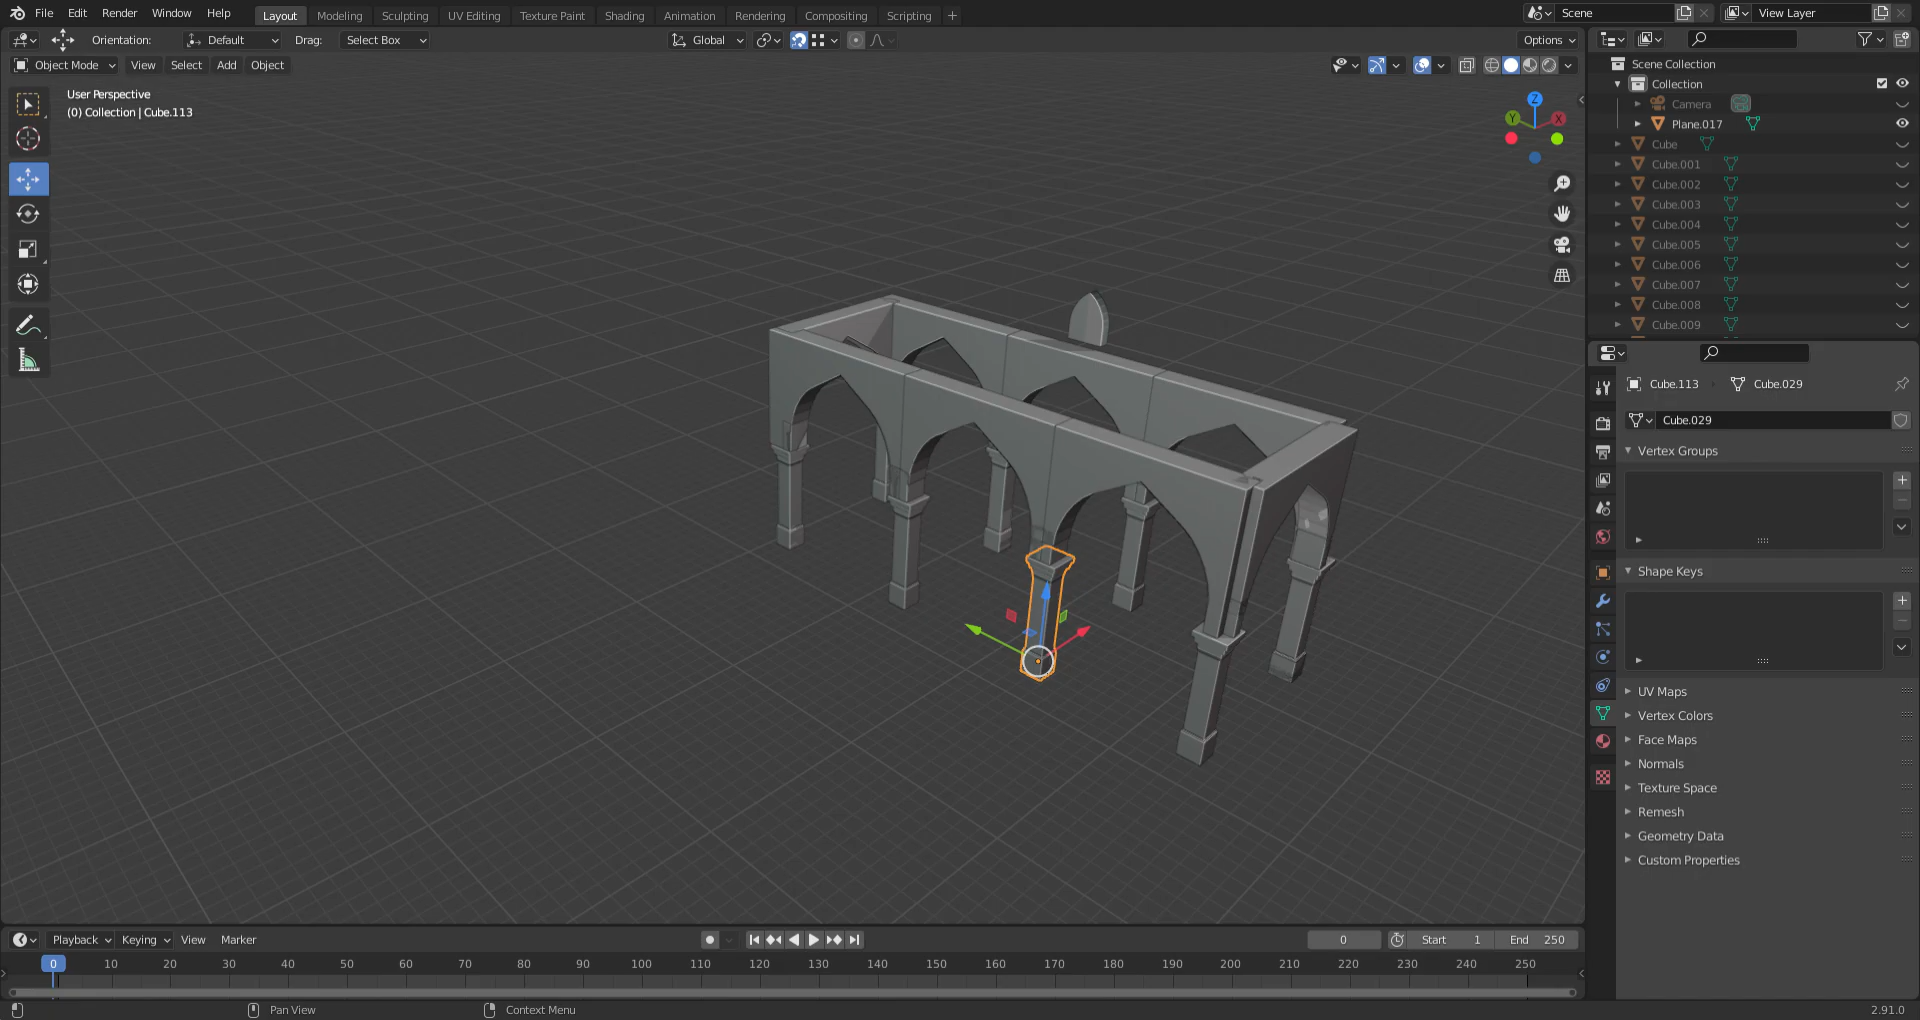 File Edit Render Window Help Layout Modeling Sculpting UV Editing Texture Paint Shading Animation Rendering Compositing Scripting + Scene View Layer
Orientation: Default Drag: Select Box Global Options
Object Mode View Select Add Object
User Perspective
(0) Collection | Cube.113
Z
Y X
Scene Collection
Collection
Camera
Plane.017
Cube
Cube.001
Cube.002
Cube.003
Cube.004
Cube.005
Cube.006
Cube.007
Cube.008
Cube.009
Cube.113 Cube.029
Cube.029
Vertex Groups
Shape Keys
UV Maps
Vertex Colors
Face Maps
Normals
Texture Space
Remesh
Geometry Data
Custom Properties
Playback Keying View Marker 0 Start 1 End 250
0 10 20 30 40 50 60 70 80 90 100 110 120 130 140 150 160 170 180 190 200 210 220 230 240 250
Pan View Context Menu 2.91.0